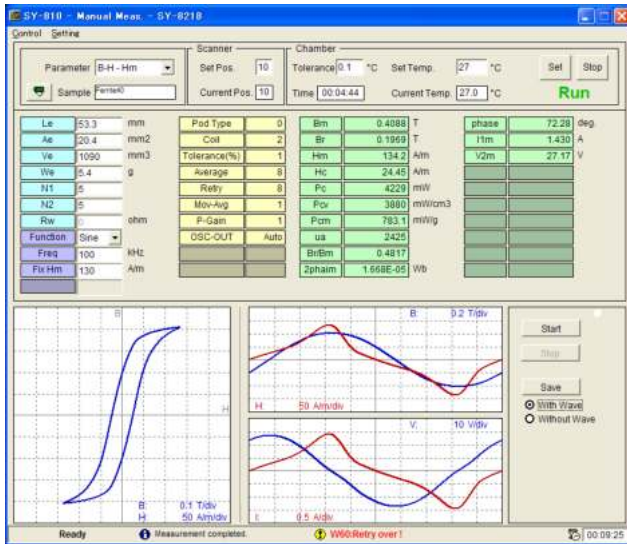 SY-810 - Manual Meas. - SY-8218
Control Setting
Scanner Chamber
Parameter B-H - Hm Set Pos. 10 Tolerance 0.1 °C Set Temp. 27 °C Set Stop
Sample Ferrite40 Current Pos. 10 Time 00:04:44 Current Temp. 27.0 °C Run
Le 53.3 mm Pod Type 0 Bm 0.4088 T phase 72.28 deg.
Ae 20.4 mm2 Coil 2 Br 0.1969 T I1m 1.430 A
Ve 1090 mm3 Tolerance(%) 1 Hm 134.2 A/m V2m 27.17 V
We 5.4 g Average 8 Hc 24.45 A/m
N1 5 Retry 8 Pc 4229 mW
N2 5 Mov-Avg 1 Pcv 3880 mW/cm3
Rw 0 ohm P-Gain 1 Pcm 783.1 mW/g
Function Sine OSC-OUT Auto ua 2425
Freq 100 kHz Br/Bm 0.4817
Fix Hm 130 A/m 2phaim 1.668E-05 Wb
B B: 0.2 T/div
Start
Stop
Save
H H: 50 A/m/div With Wave
V: 10 V/div Without Wave
B: 0.1 T/div
H: 50 A/m/div I: 0.5 A/div
Ready Measurement completed. W60:Retry over ! 00:09:25